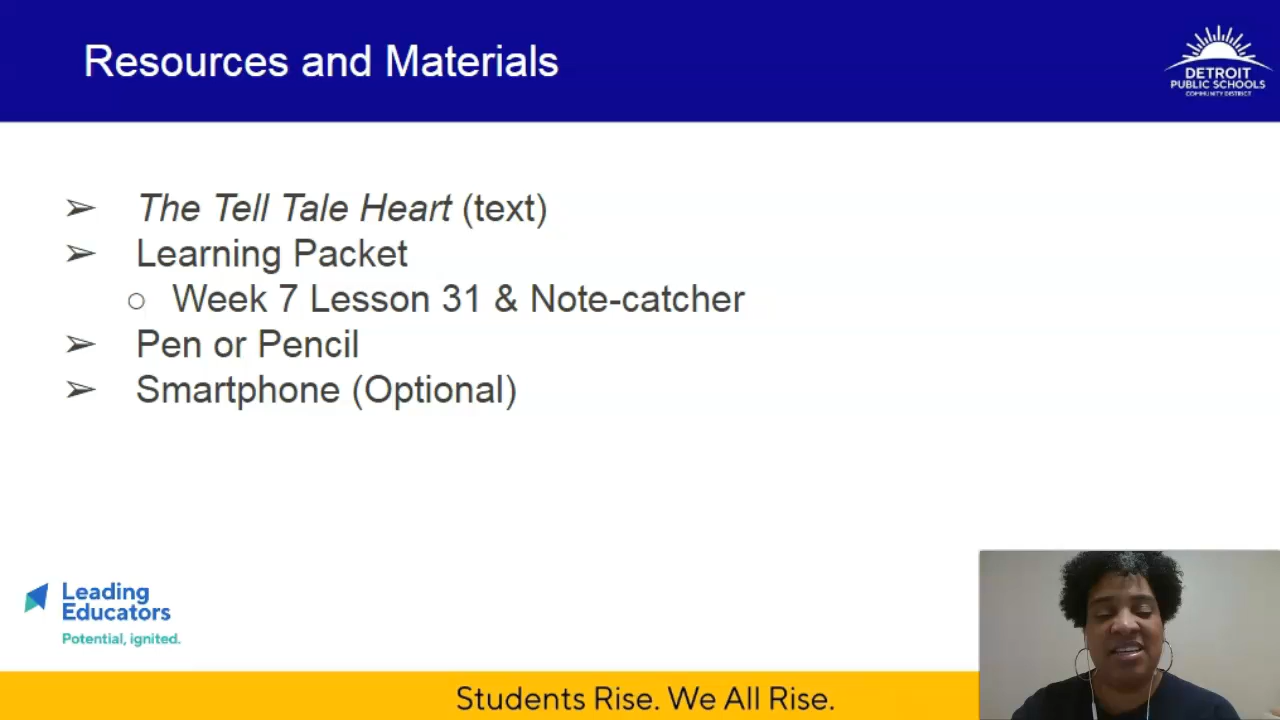 Resources and Materials
DETROIT
PUBLIC SCHOOLS
COMMUNITY DISTRICT
➢ The Tell Tale Heart (text)
➢ Learning Packet
○ Week 7 Lesson 31 & Note-catcher
➢ Pen or Pencil
➢ Smartphone (Optional)
Leading
Educators
Potential, ignited.
Students Rise. We All Rise.